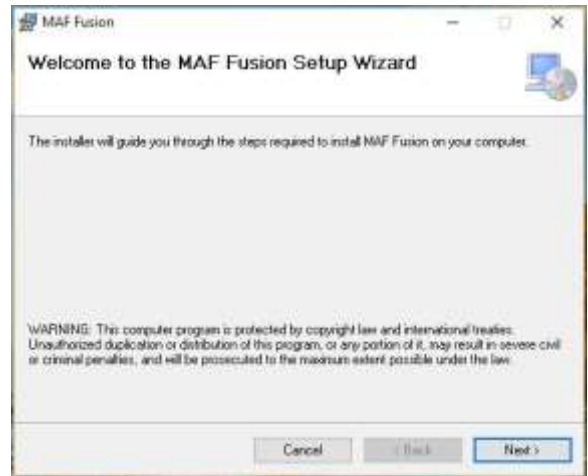 MAF Fusion
Welcome to the MAF Fusion Setup Wizard
The installer will guide you through the steps required to install MAF Fusion on your computer.
WARNING: This computer program is protected by copyright law and international treaties.
Unauthorized duplication or distribution of this program, or any portion of it, may result in severe civil
or criminal penalties, and will be prosecuted to the maximum extent possible under the law.
Cancel
< Back
Next >